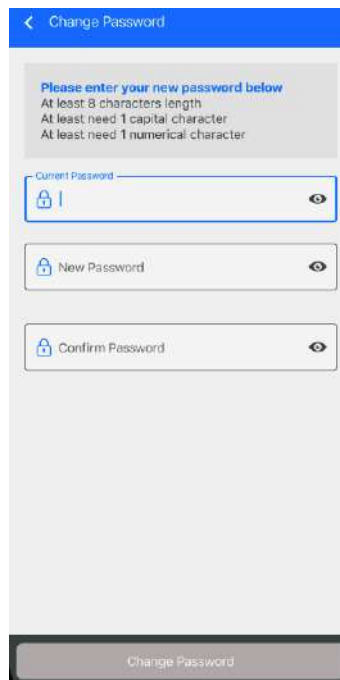 Change Password
Please enter your new password below
At least 8 characters length
At least need 1 capital character
At least need 1 numerical character
Current Password
New Password
Confirm Password
Change Password